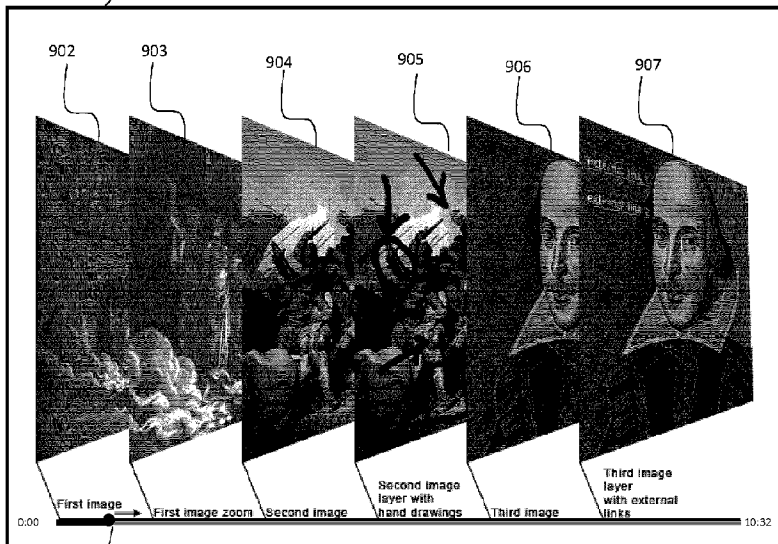 902
903
904
905
906
907
First image
First image zoom
Second image
Second image
layer with
hand drawings
Third image
Third image
layer
with external
links
0:00
10:32